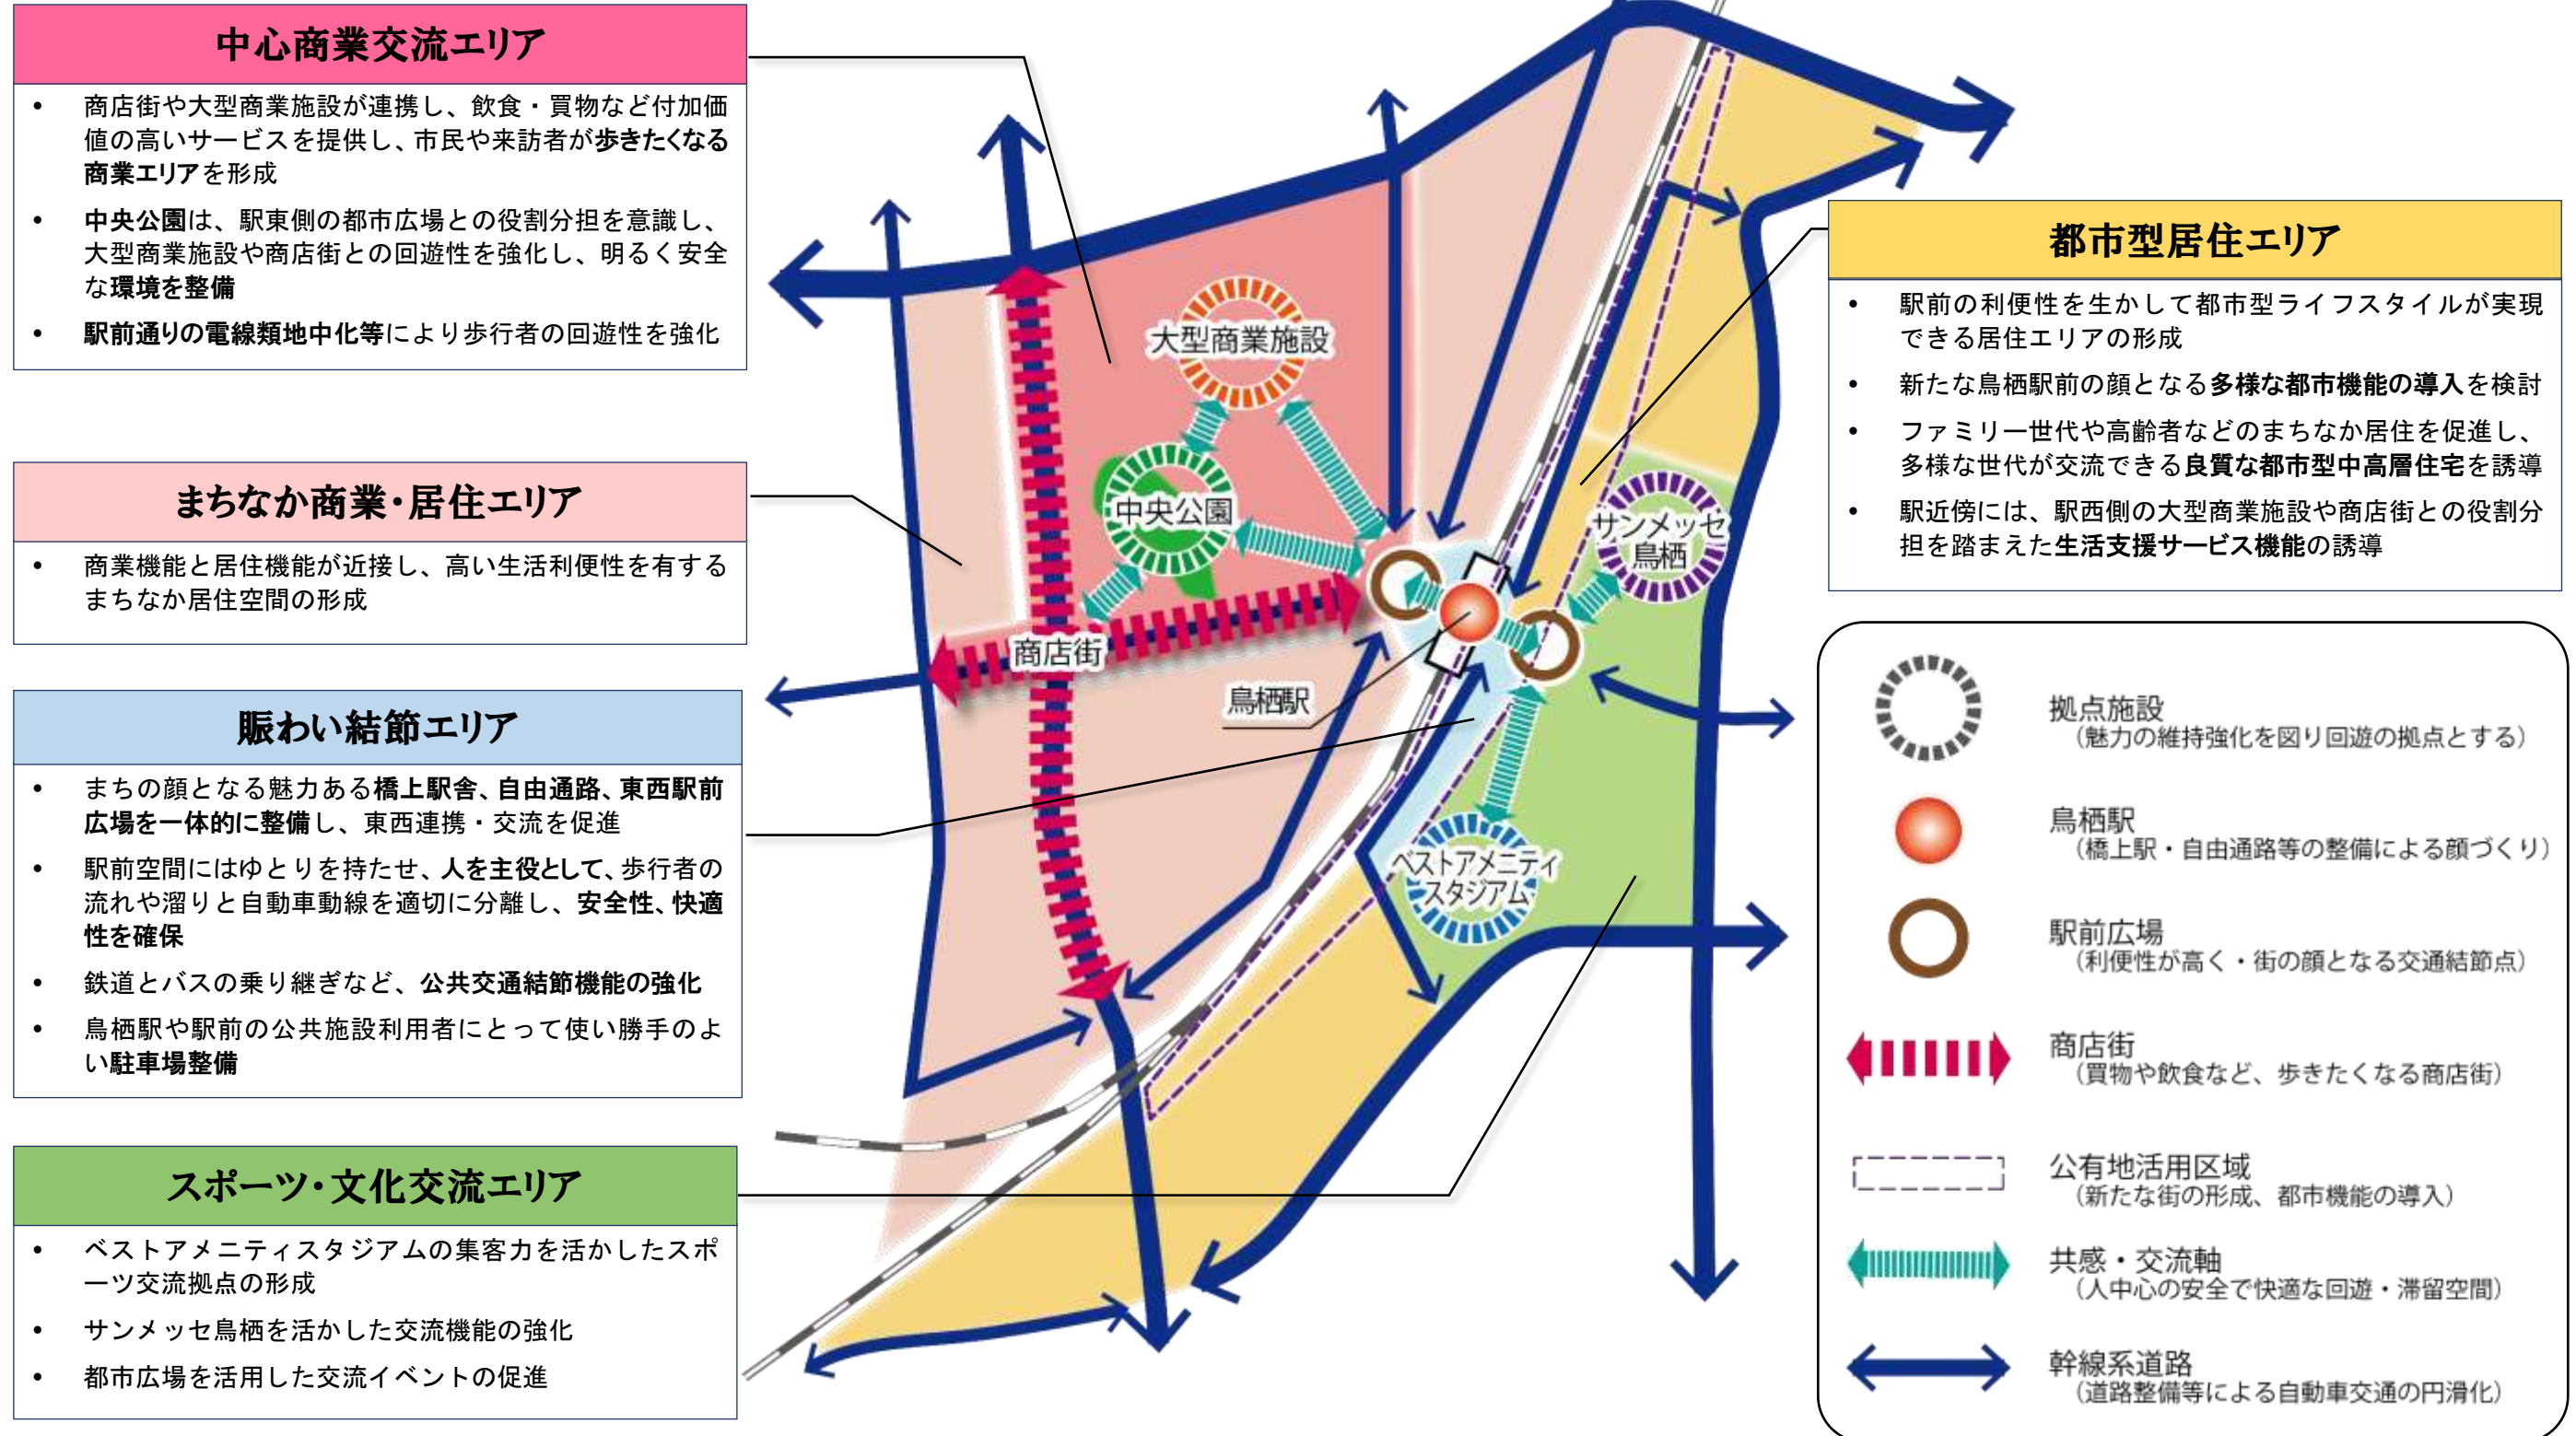 中心商業交流エリア
• 商店街や大型商業施設が連携し、飲食・買物など付加価
値の高いサービスを提供し、市民や来訪者が歩きたくなる
商業エリアを形成
• 中央公園は、駅東側の都市広場との役割分担を意識し、
大型商業施設や商店街との回遊性を強化し、明るく安全
な環境を整備
• 駅前通りの電線類地中化等により歩行者の回遊性を強化
まちなか商業・居住エリア
• 商業機能と居住機能が近接し、高い生活利便性を有する
まちなか居住空間の形成
賑わい結節エリア
• まちの顔となる魅力ある橋上駅舎、自由通路、東西駅前
広場を一体的に整備し、東西連携・交流を促進
• 駅前空間にはゆとりを持たせ、人を主役として、歩行者の
流れや溜りと自動車動線を適切に分離し、安全性、快適
性を確保
• 鉄道とバスの乗り継ぎなど、公共交通結節機能の強化
• 鳥栖駅や駅前の公共施設利用者にとって使い勝手のよ
い駐車場整備
スポーツ・文化交流エリア
• ベストアメニティスタジアムの集客力を活かしたスポ
ーツ交流拠点の形成
• サンメッセ鳥栖を活かした交流機能の強化
• 都市広場を活用した交流イベントの促進
大型商業施設
中央公園
商店街
鳥栖駅
サンメッセ
鳥栖
ベストアメニティ
スタジアム
都市型居住エリア
• 駅前の利便性を生かして都市型ライフスタイルが実現
できる居住エリアの形成
• 新たな鳥栖駅前の顔となる多様な都市機能の導入を検討
• ファミリー世代や高齢者などのまちなか居住を促進し、
多様な世代が交流できる良質な都市型中高層住宅を誘導
• 駅近傍には、駅西側の大型商業施設や商店街との役割分
担を踏まえた生活支援サービス機能の誘導
拠点施設
（魅力の維持強化を図り回遊の拠点とする）
鳥栖駅
（橋上駅・自由通路等の整備による顔づくり）
駅前広場
（利便性が高く・街の顔となる交通結節点）
商店街
（買物や飲食など、歩きたくなる商店街）
公有地活用区域
（新たな街の形成、都市機能の導入）
共感・交流軸
（人中心の安全で快適な回遊・滞留空間）
幹線系道路
（道路整備等による自動車交通の円滑化）